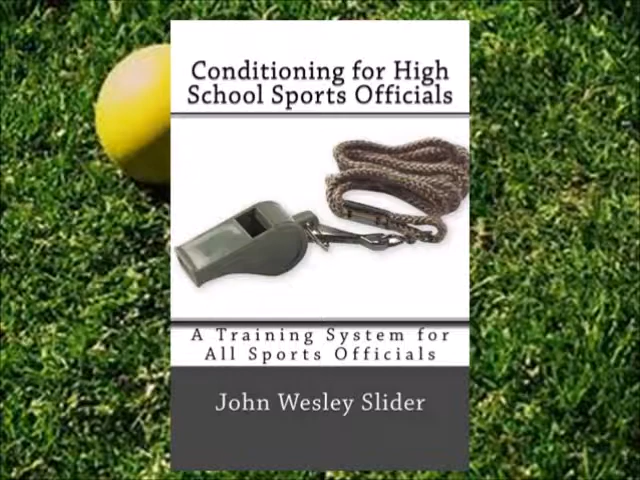 Conditioning for High
School Sports Officials
A Training System for
All Sports Officials
John Wesley Slider